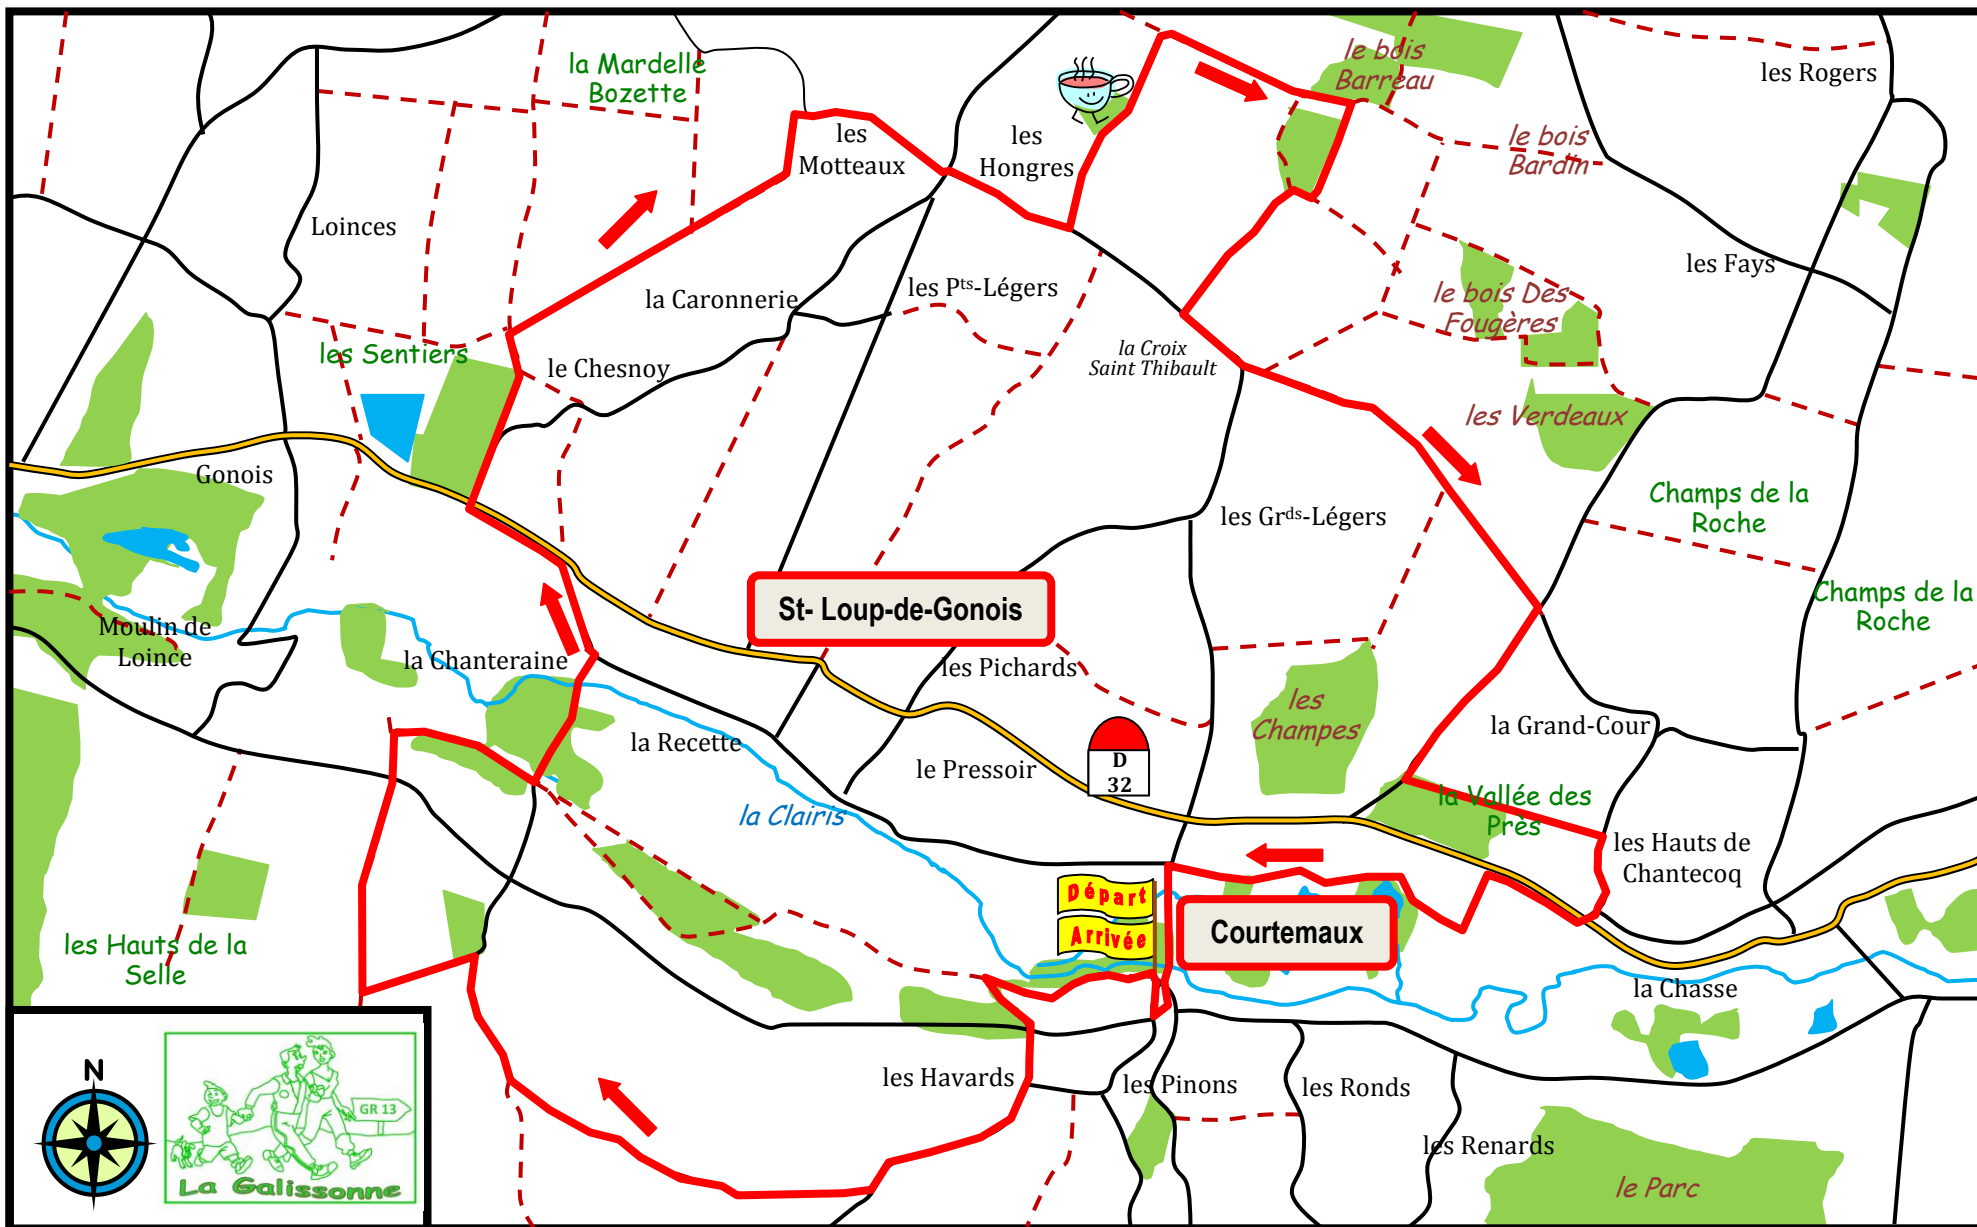 la Mardelle
Bozette
le bois
Barreau
les Rogers
les
Motteaux
les
Hongres
le bois
Bardin
Loinces
les Fays
la Caronnerie
les Pts-Légers
le bois Des
Fougères
les Sentiers
le Chesnoy
la Croix
Saint Thibault
les Verdeaux
Gonois
les Grds-Légers
Champs de la
Roche
Champs de la
Roche
St- Loup-de-Gonois
Moulin de
Loince
la Chanteraine
les Pichards
les
Champes
la Grand-Cour
la Recette
le Pressoir
D
32
la Clairis
la Vallée des
Près
les Hauts de
Chantecoq
Départ
Arrivée
Courtemaux
les Hauts de la
Selle
la Chasse
les Havards
les Pinons
les Ronds
les Renards
le Parc
N
GR 13
La Galissonne